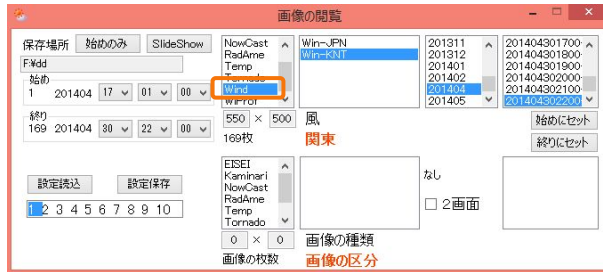 画像の閲覧
保存場所 始めのみ SlideShow
F:¥dd
始め
1 201404 17 01 00
終り
169 201404 30 22 00
設定読込 設定保存
1 2 3 4 5 6 7 8 9 10
NowCast
RadAme
Temp
Tornado
Wind
WiProf
550 × 500
169枚
Win-JPN
Win-KNT
風
関東
201311
201312
201401
201402
201404
201405
201404301700
201404301800
201404301900
201404302000
201404302100
201404302200
始めにセット
終りにセット
EISEI
Kaminari
NowCast
RadAme
Temp
Tornado
0 × 0
画像の枚数
画像の種類
画像の区分
なし
2画面